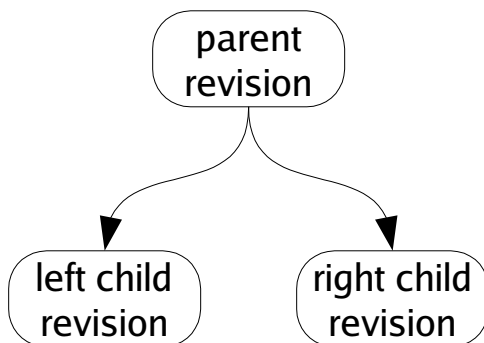 parent
revision
left child
revision
right child
revision